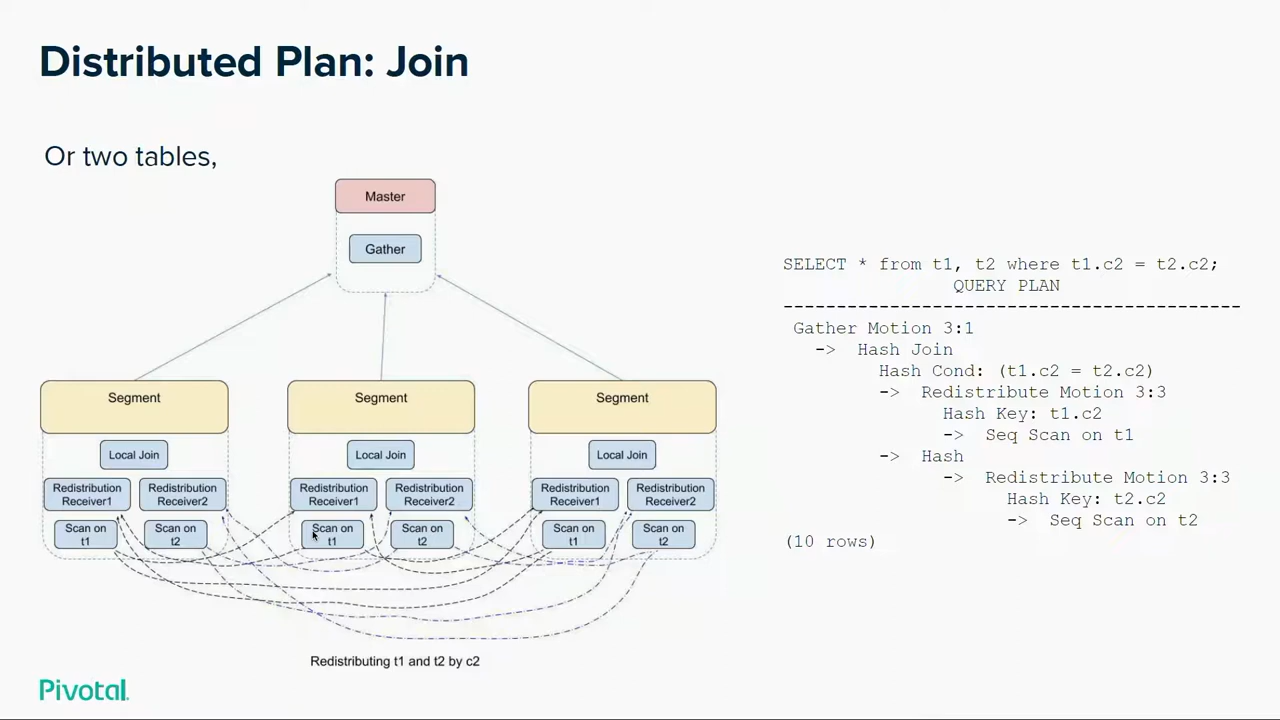 Distributed Plan: Join
Or two tables,
Master
Gather
Segment
Segment
Segment
Local Join
Local Join
Local Join
Redistribution
Receiver1
Redistribution
Receiver2
Redistribution
Receiver1
Redistribution
Receiver2
Redistribution
Receiver1
Redistribution
Receiver2
Scan on
t1
Scan on
t2
Scan on
t1
Scan on
t2
Scan on
t1
Scan on
t2
Redistributing t1 and t2 by c2
SELECT * from t1, t2 where t1.c2 = t2.c2;
QUERY PLAN
-------------------------------------------
Gather Motion 3:1
-> Hash Join
Hash Cond: (t1.c2 = t2.c2)
-> Redistribute Motion 3:3
Hash Key: t1.c2
-> Seq Scan on t1
-> Hash
-> Redistribute Motion 3:3
Hash Key: t2.c2
-> Seq Scan on t2
(10 rows)
Pivotal.